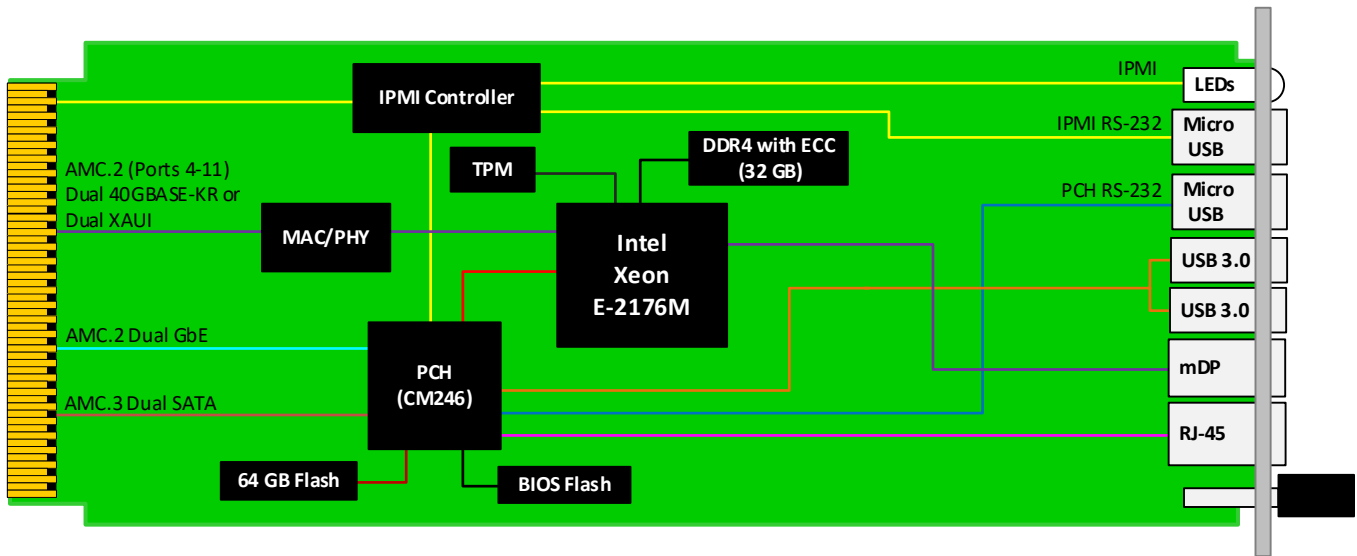 IPMI
LEDs
IPMI Controller
IPMI RS-232
Micro
USB
DDR4 with ECC
(32 GB)
TPM
AMC.2 (Ports 4-11)
Dual 40GBASE-KR or
Dual XAUI
PCH RS-232
Micro
USB
MAC/PHY
Intel
Xeon
E-2176M
USB 3.0
USB 3.0
AMC.2 Dual GbE
PCH
(CM246)
mDP
AMC.3 Dual SATA
RJ-45
64 GB Flash
BIOS Flash